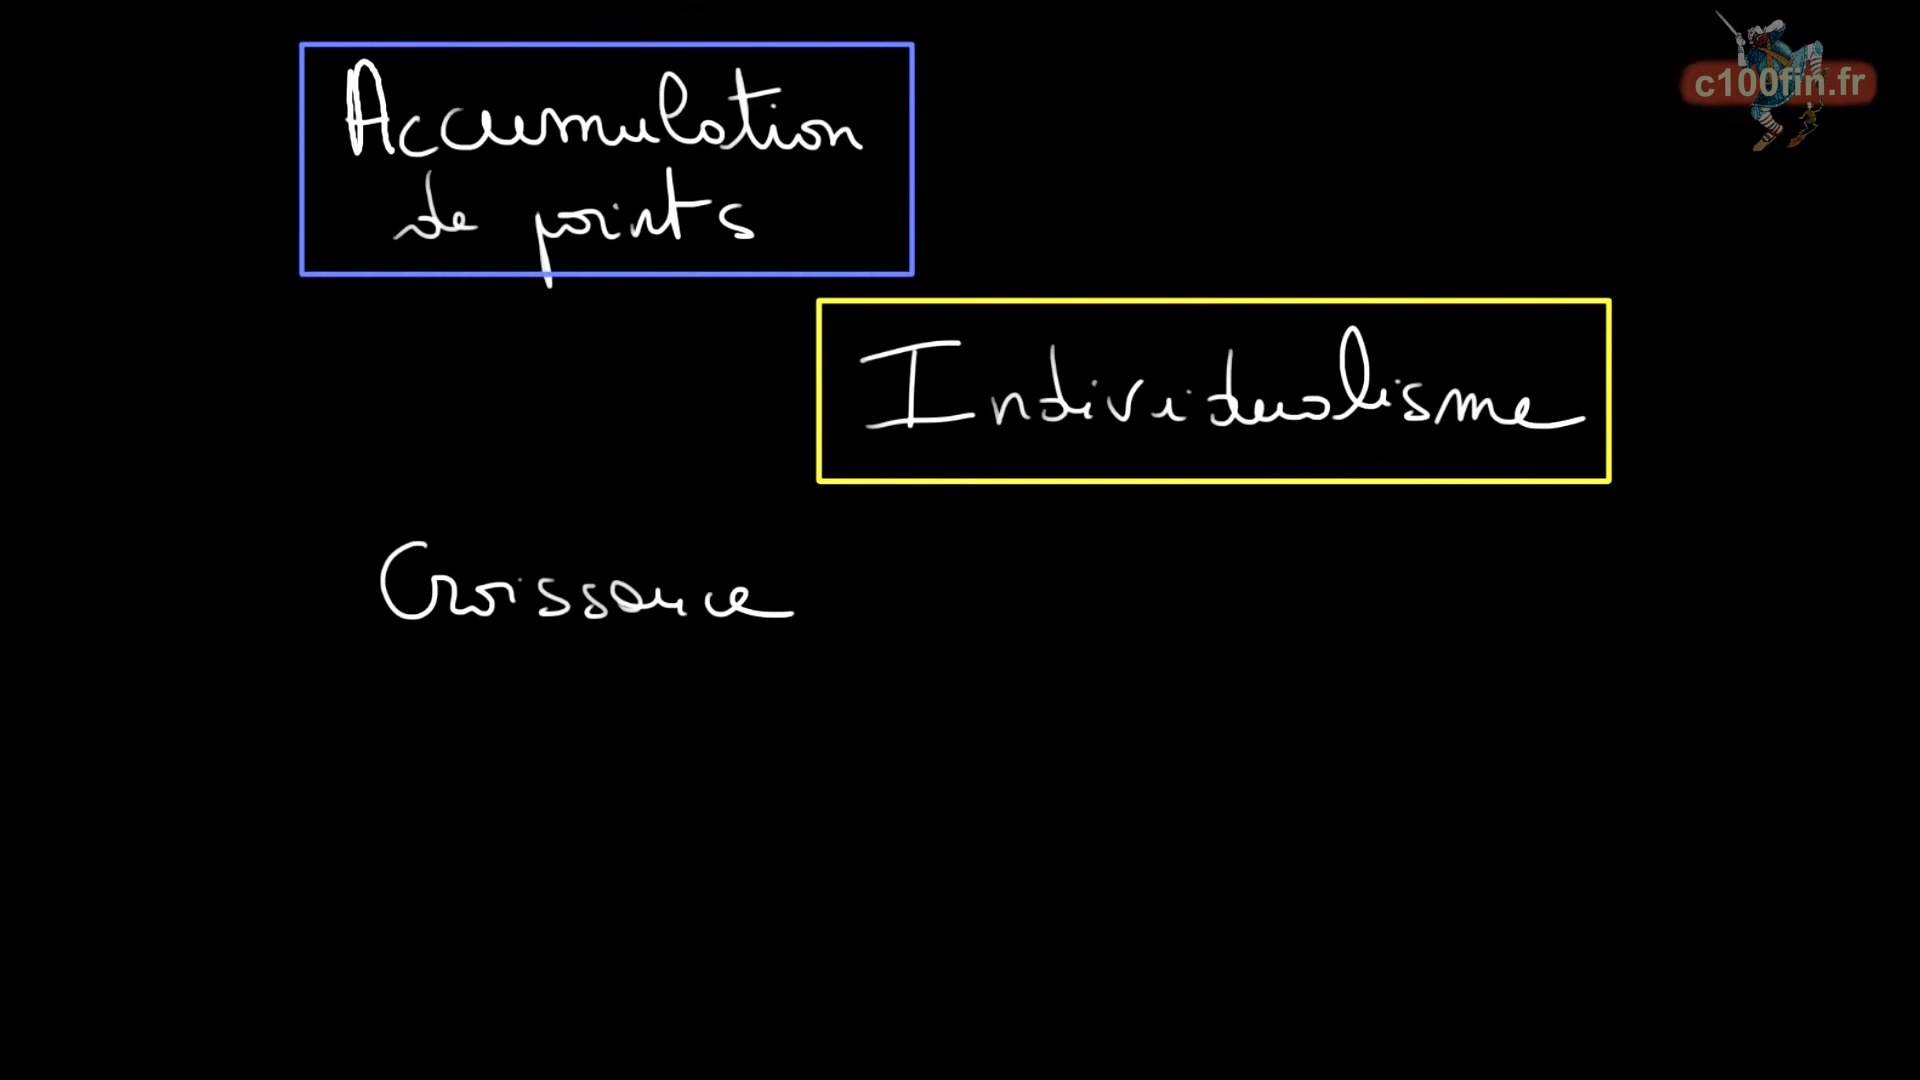 c100fin.fr
Accumulation
de points
Individualisme
Croissance